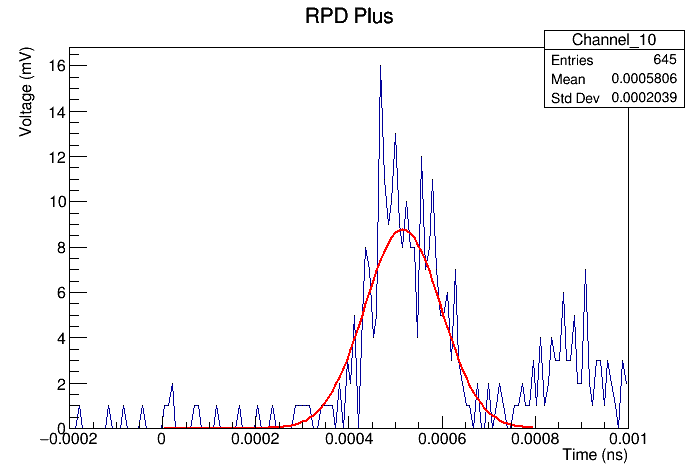 RPD Plus
Channel_10
Entries 645
Mean 0.0005806
Std Dev 0.0002039
Voltage (mV)
16
14
12
10
8
6
4
2
0
−0.0002 0 0.0002 0.0004 0.0006 0.0008 0.001
Time (ns)